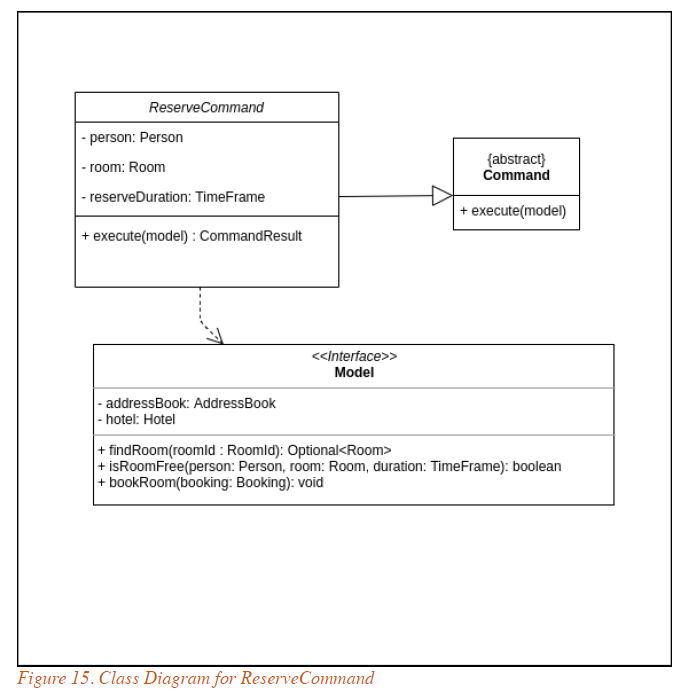 ReserveCommand
- person: Person
- room: Room
- reserveDuration: TimeFrame
+ execute(model) : CommandResult
{abstract}
Command
+ execute(model)
<<Interface>>
Model
- addressBook: AddressBook
- hotel: Hotel
+ findRoom(roomId : RoomId): Optional<Room>
+ isRoomFree(person: Person, room: Room, duration: TimeFrame): boolean
+ bookRoom(booking: Booking): void
Figure 15. Class Diagram for ReserveCommand